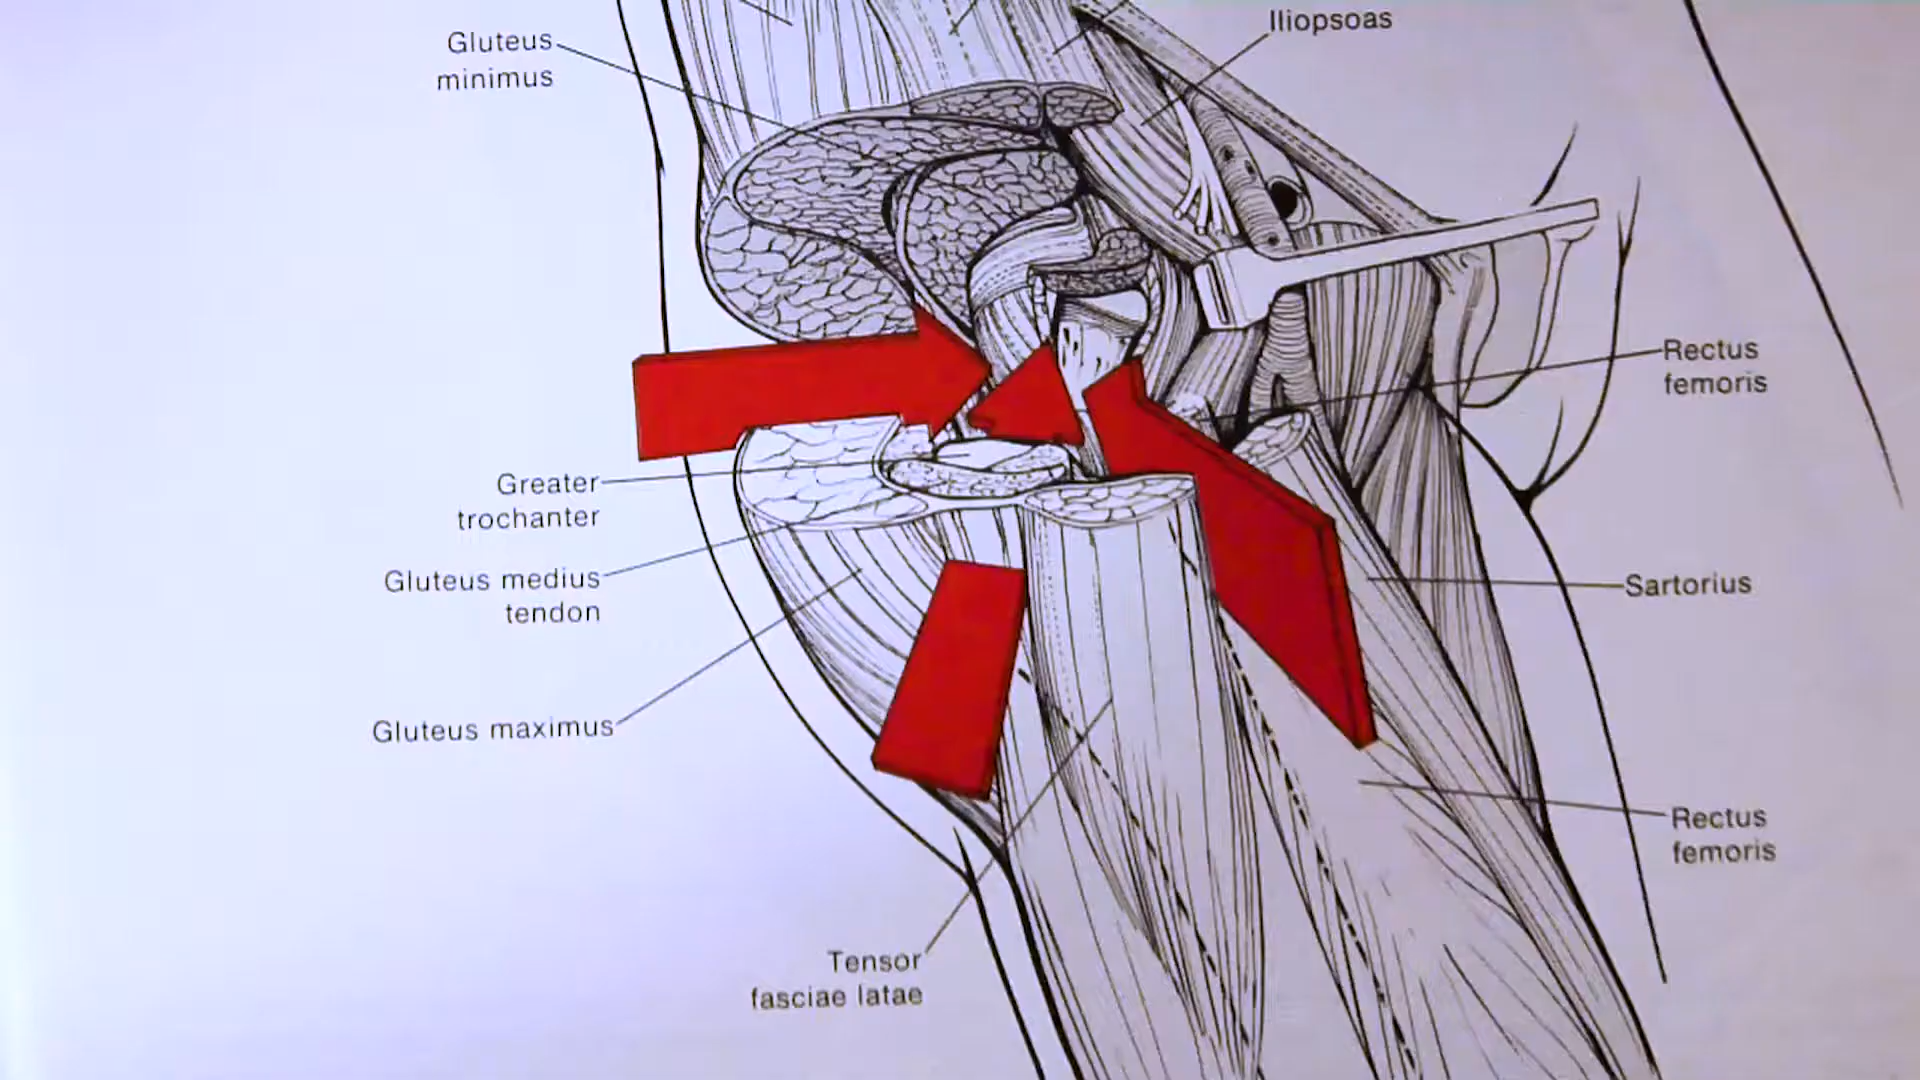 Iliopsoas
Gluteus
minimus
Rectus
femoris
Greater
trochanter
Gluteus medius
tendon
Sartorius
Gluteus maximus
Rectus
femoris
Tensor
fasciae latae